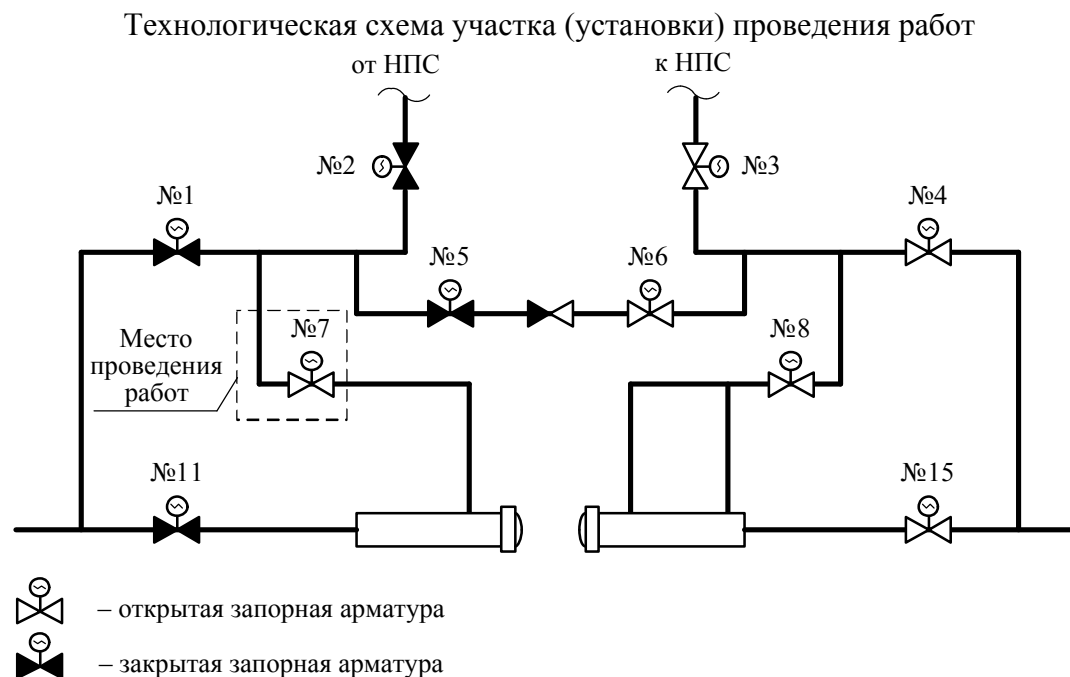 Технологическая схема участка (установки) проведения работ
от НПС
к НПС
№2
№3
№1
№4
№5
№6
№7
№8
Место
проведения
работ
№11
№15
– открытая запорная арматура
– закрытая запорная арматура